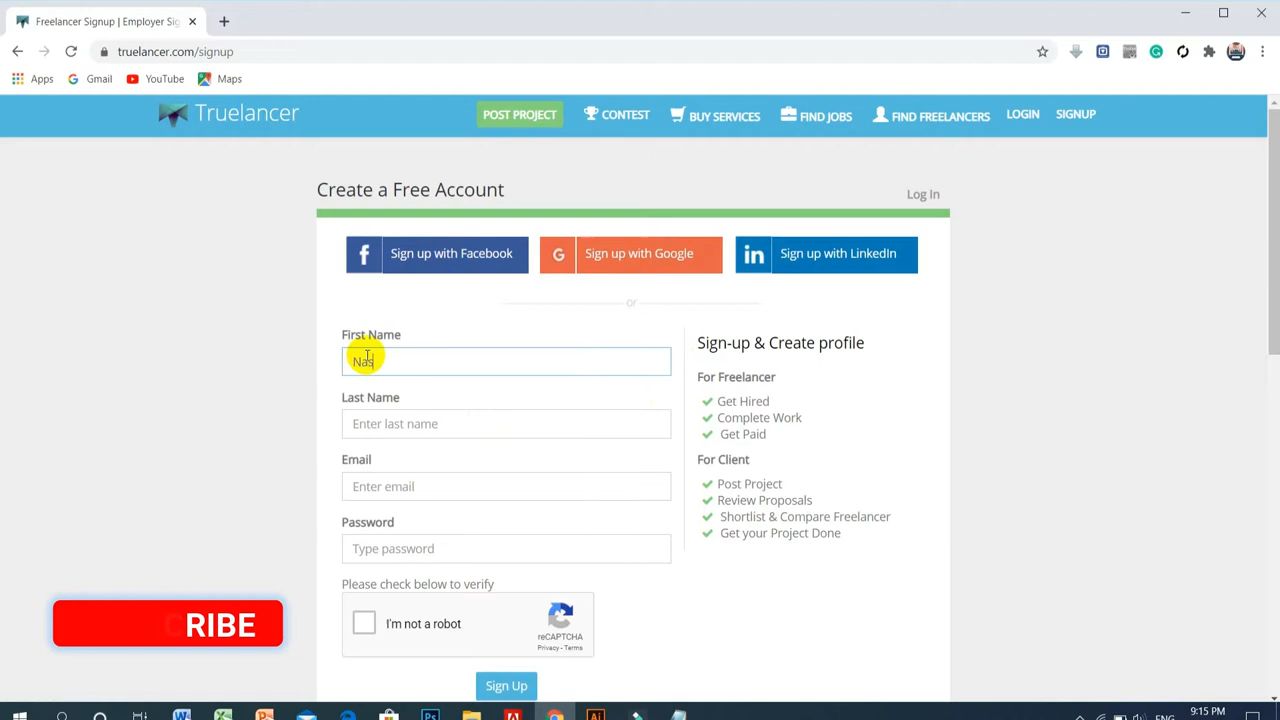 Freelancer Signup | Employer Sig
truelancer.com/signup
Apps Gmail YouTube Maps
Truelancer
POST PROJECT CONTEST BUY SERVICES FIND JOBS FIND FREELANCERS LOGIN SIGNUP
Create a Free Account
Log In
f Sign up with Facebook G Sign up with Google in Sign up with LinkedIn
or
First Name
Nas
Last Name
Enter last name
Email
Enter email
Password
Type password
Please check below to verify
I'm not a robot
reCAPTCHA
Privacy - Terms
Sign Up
Sign-up & Create profile
For Freelancer
Get Hired
Complete Work
Get Paid
For Client
Post Project
Review Proposals
Shortlist & Compare Freelancer
Get your Project Done
RIBE
9:15 PM
ENG